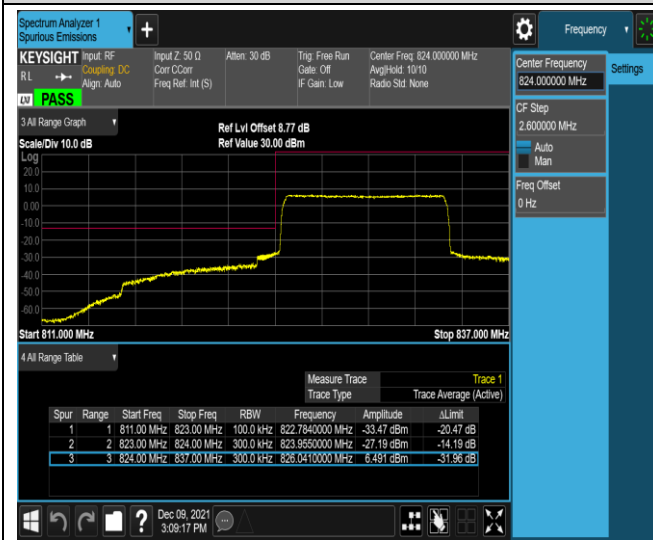 Spectrum Analyzer 1
Spurious Emissions
Frequency
KEYSIGHT
R L
LXI
PASS
Input: RF
Coupling: DC
Align: Auto
Input Z: 50 Ω
Corr CCorr
Freq Ref: Int (S)
Atten: 30 dB
Trig: Free Run
Gate: Off
IF Gain: Low
Center Freq: 824.000000 MHz
Avg|Hold: 10/10
Radio Std: None
Center Frequency
824.000000 MHz
Settings
CF Step
2.600000 MHz
Auto
Man
Freq Offset
0 Hz
3 All Range Graph
Scale/Div 10.0 dB
Ref Lvl Offset 8.77 dB
Ref Value 30.00 dBm
Log
20.0
10.0
0.00
-10.0
-20.0
-30.0
-40.0
-50.0
-60.0
Start 811.000 MHz
Stop 837.000 MHz
4 All Range Table
Measure Trace Trace 1
Trace Type Trace Average (Active)
Spur Range Start Freq Stop Freq RBW Frequency Amplitude ΔLimit
1 1 811.00 MHz 823.00 MHz 100.0 kHz 822.7840000 MHz -33.47 dBm -20.47 dB
2 2 823.00 MHz 824.00 MHz 300.0 kHz 823.9550000 MHz -27.19 dBm -14.19 dB
3 3 824.00 MHz 837.00 MHz 300.0 kHz 826.0410000 MHz 6.491 dBm -31.96 dB
Dec 09, 2021
3:09:17 PM